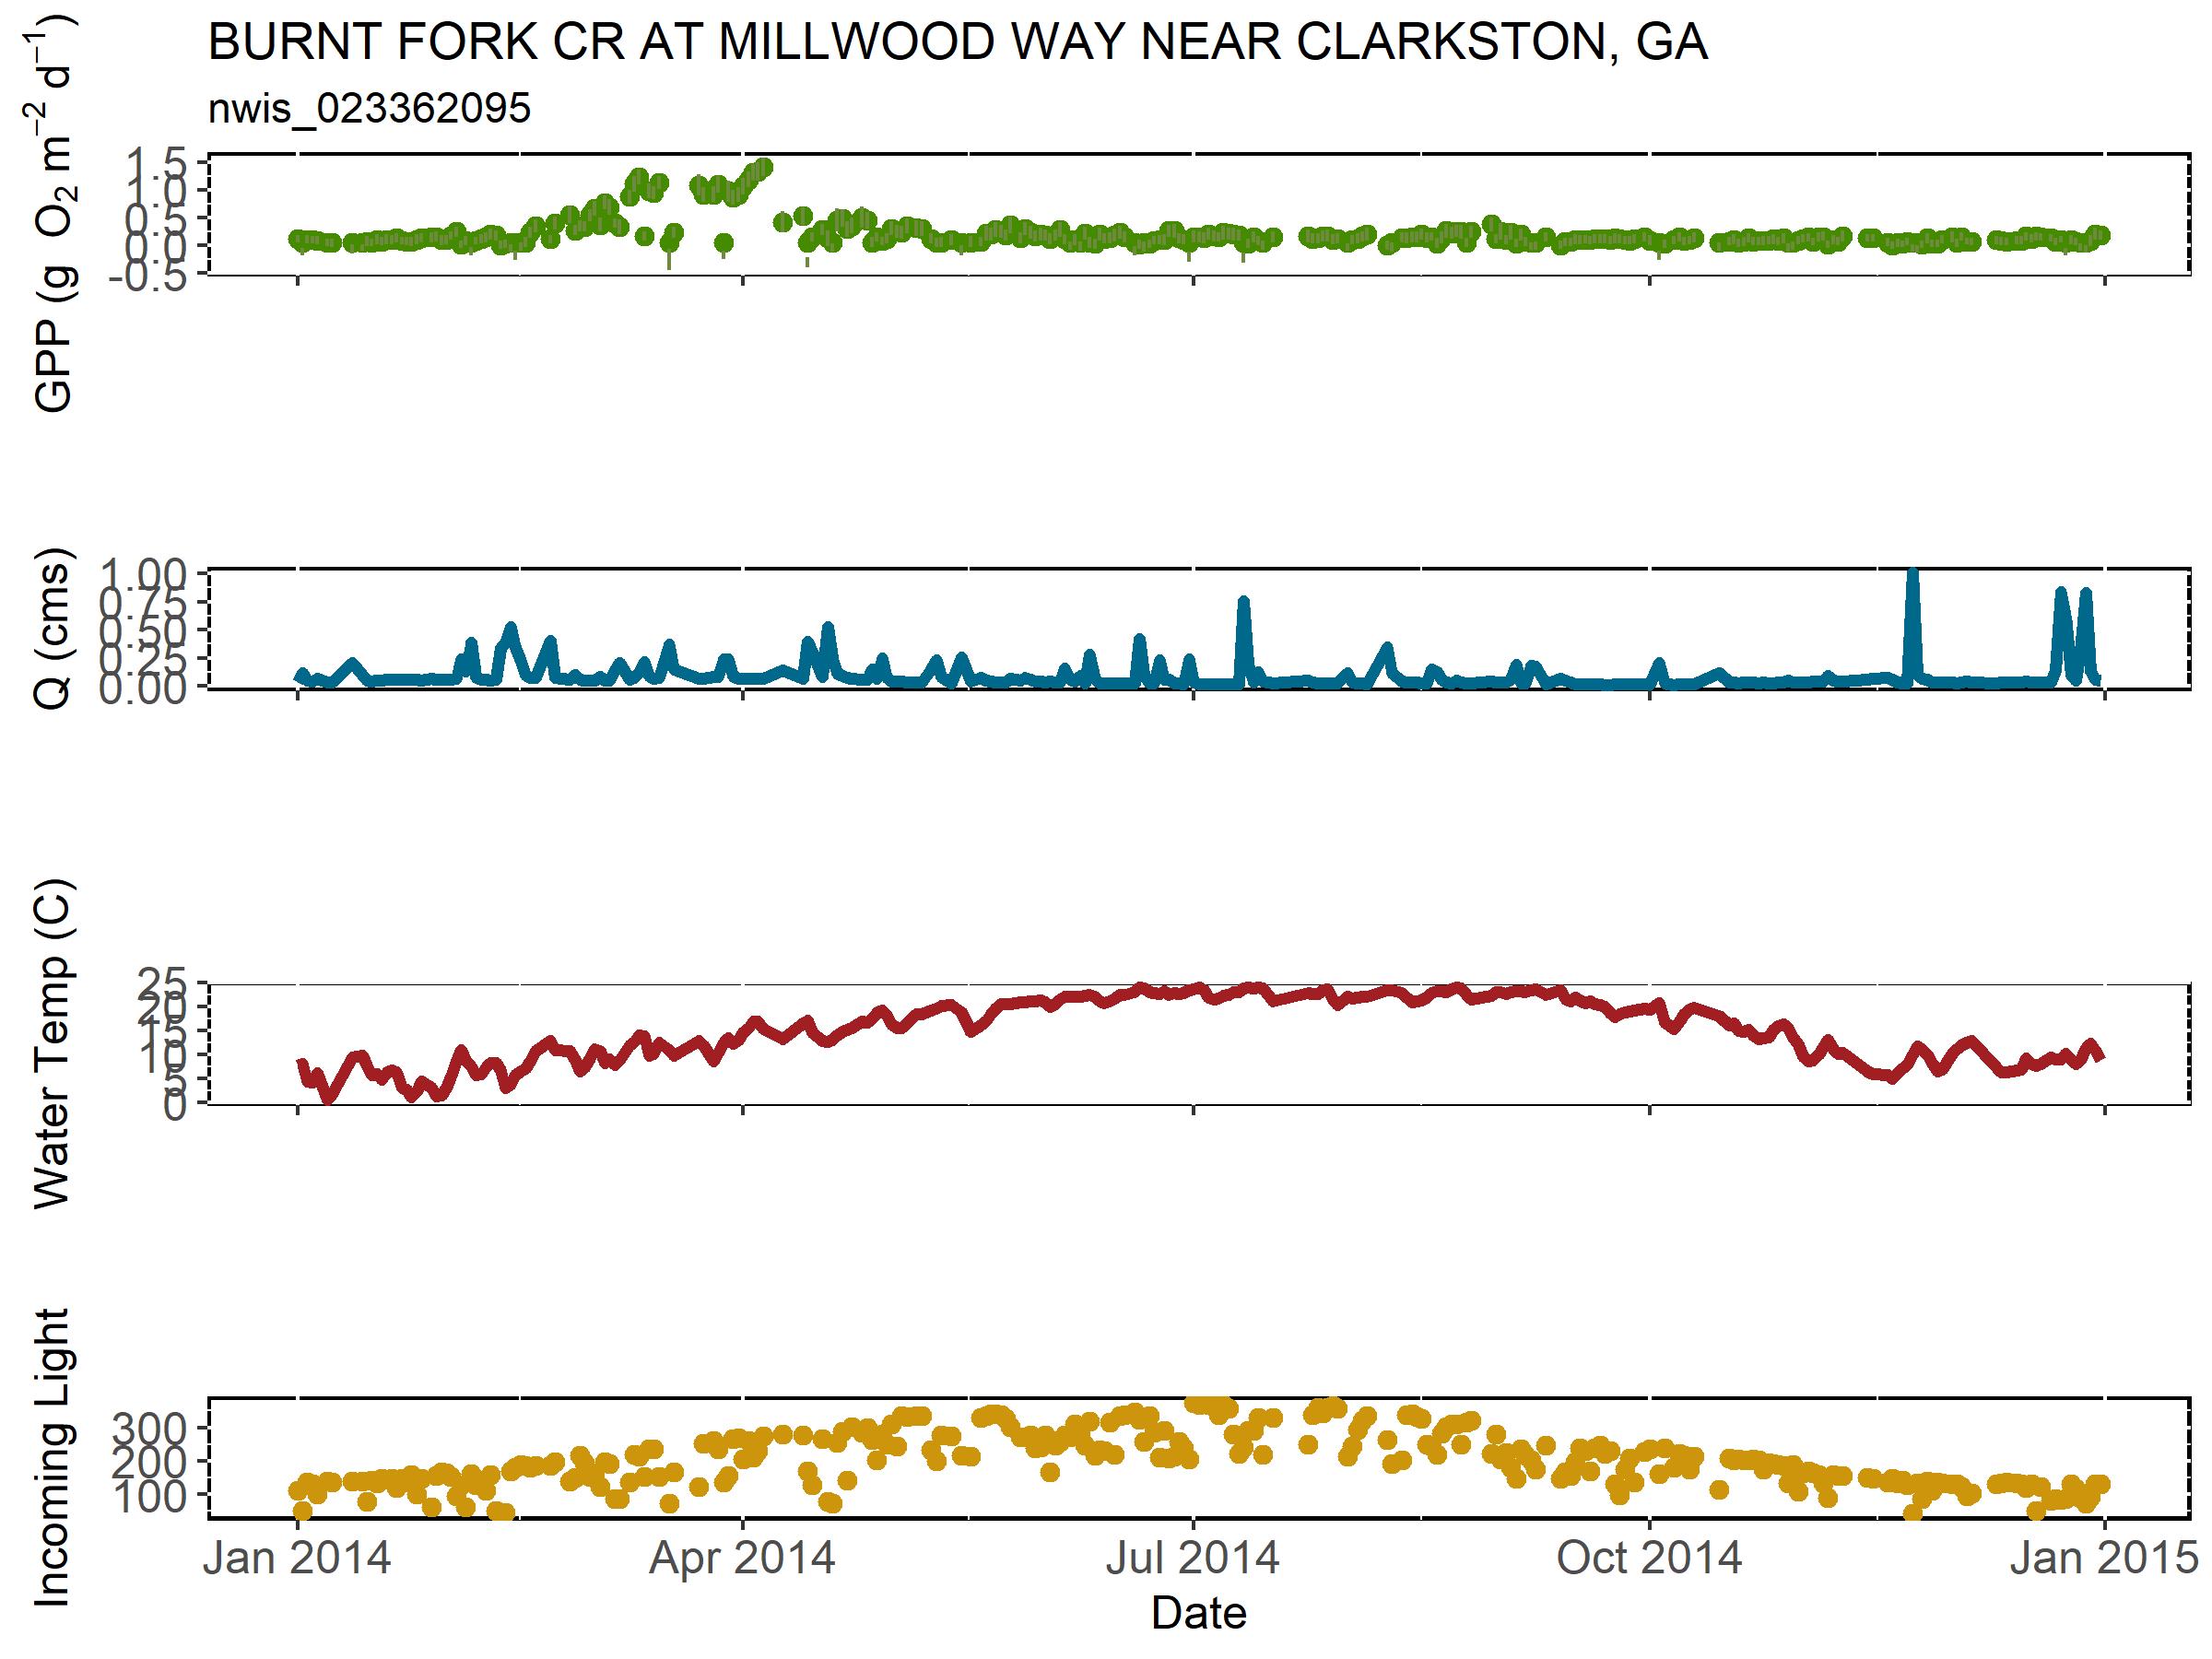 BURNT FORK CR AT MILLWOOD WAY NEAR CLARKSTON, GA
nwis_023362095
GPP (g O₂ m⁻² d⁻¹)
1.5
1.0
0.5
0.0
-0.5
Q (cms)
1.00
0.75
0.50
0.25
0.00
Water Temp (C)
25
20
15
10
5
0
Incoming Light
300
200
100
Jan 2014 Apr 2014 Jul 2014 Oct 2014 Jan 2015
Date